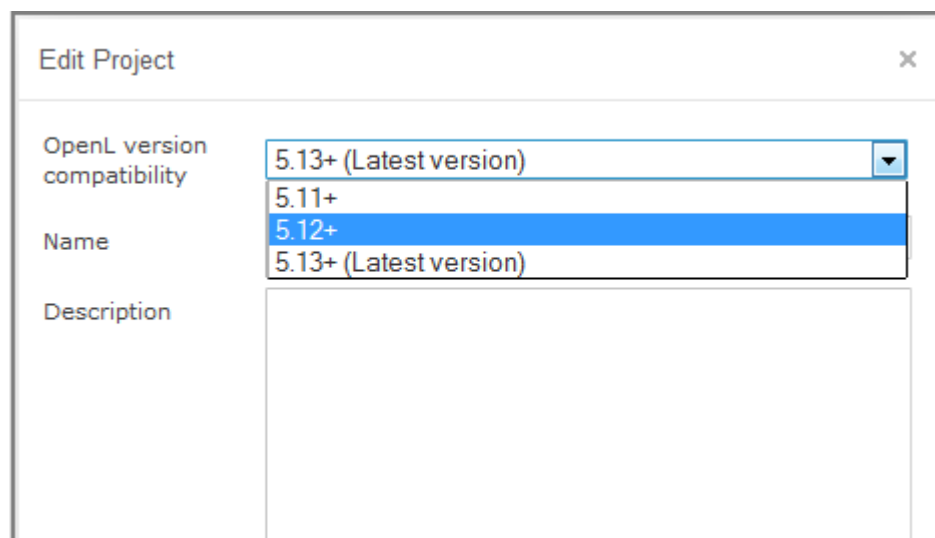 Edit Project
×
OpenL version
compatibility
5.13+ (Latest version)
5.11+
5.12+
5.13+ (Latest version)
Name
Description